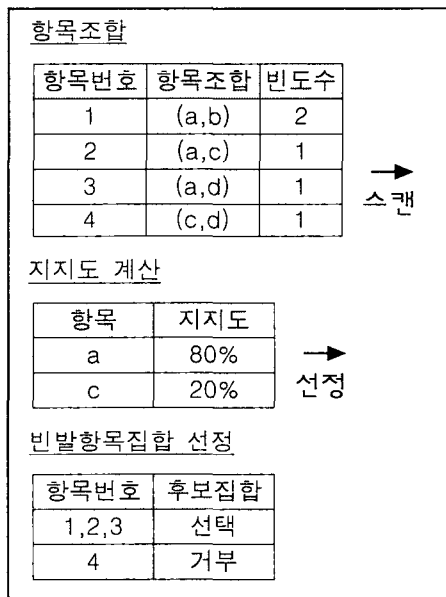 항목조합
항목번호 항목조합 빈도수
1 (a,b) 2
2 (a,c) 1
3 (a,d) 1
4 (c,d) 1
스캔
지지도 계산
항목 지지도
a 80%
c 20%
선정
빈발항목집합 선정
항목번호 후보집합
1,2,3 선택
4 거부